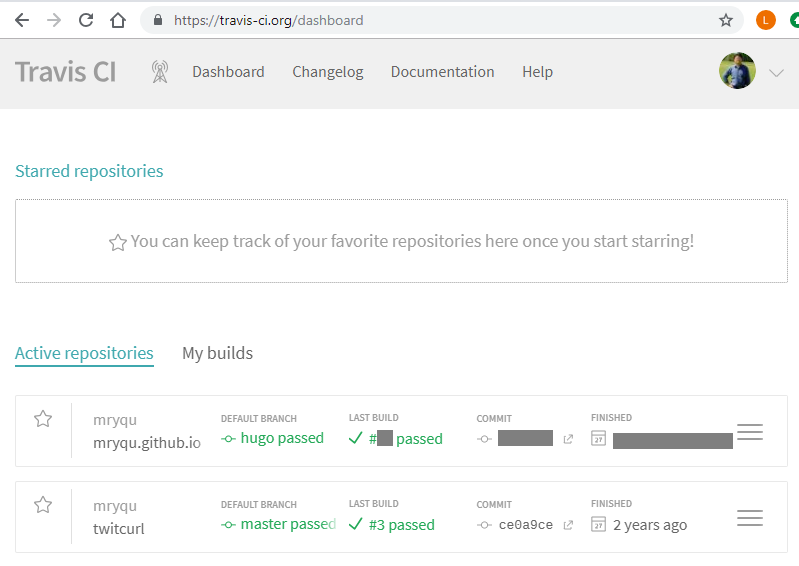 https://travis-ci.org/dashboard
L
Travis CI Dashboard Changelog Documentation Help
Starred repositories
You can keep track of your favorite repositories here once you start starring!
Active repositories My builds
mryqu DEFAULT BRANCH LAST BUILD COMMIT FINISHED
mryqu.github.io hugo passed # passed 27
mryqu DEFAULT BRANCH LAST BUILD COMMIT FINISHED
twitcurl master passed #3 passed ce0a9ce 27 2 years ago